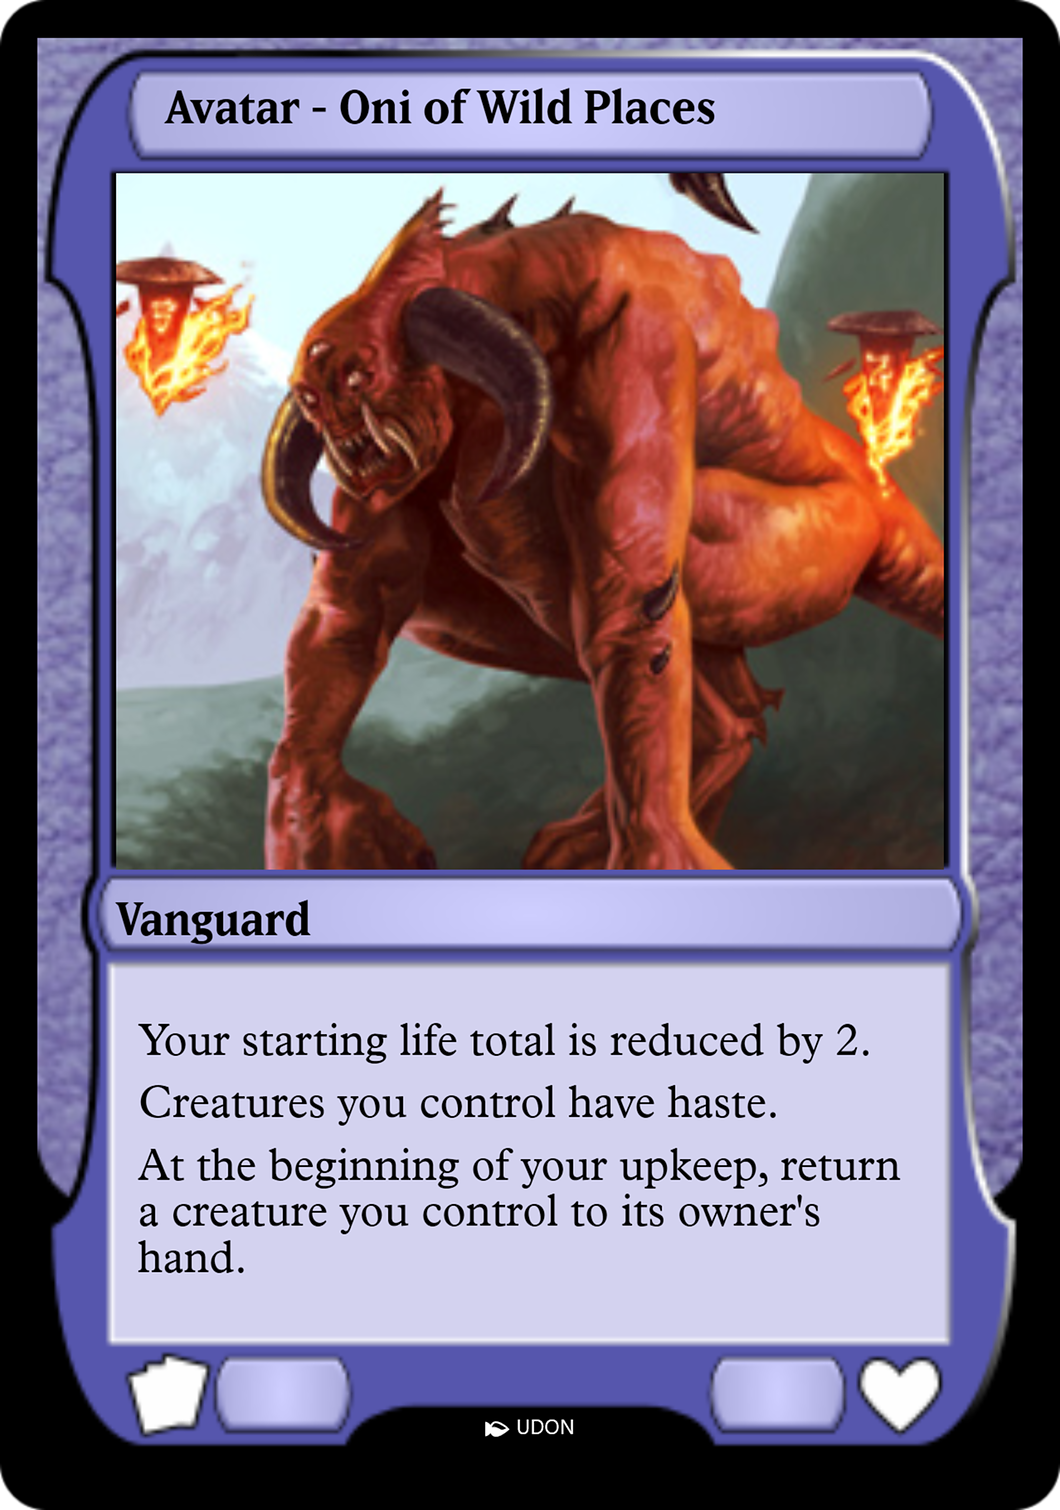 Avatar - Oni of Wild Places
Vanguard
Your starting life total is reduced by 2.
Creatures you control have haste.
At the beginning of your upkeep, return
a creature you control to its owner's
hand.
UDON